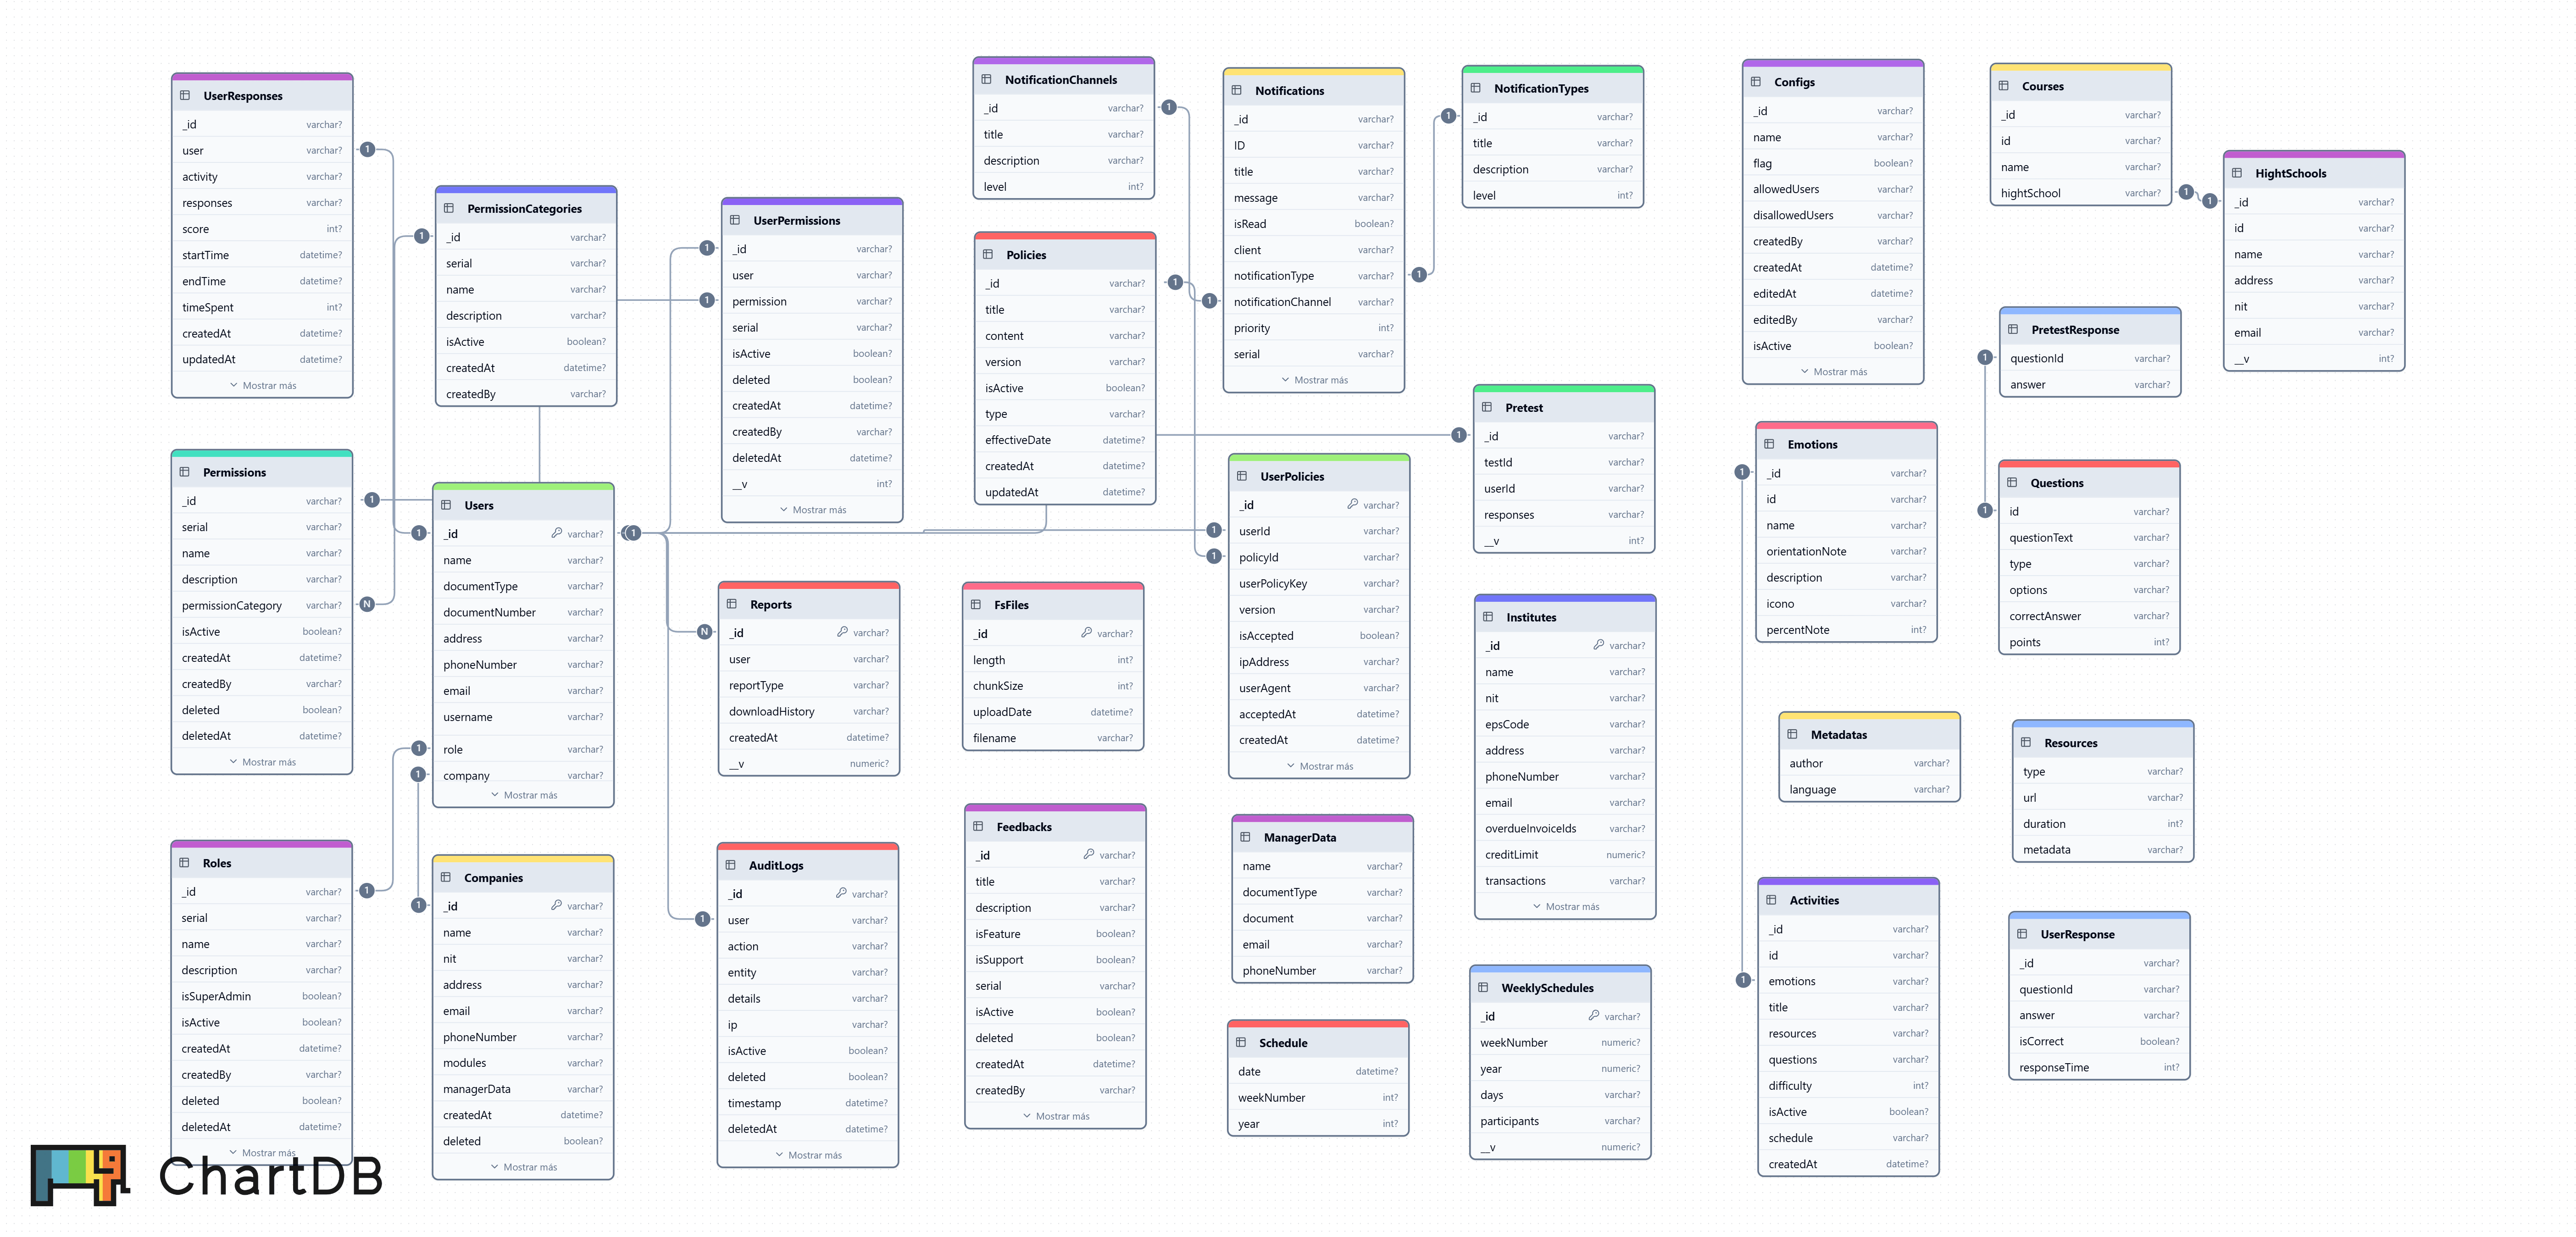 UserResponses
_id varchar?
user varchar?
activity varchar?
responses varchar?
score int?
startTime datetime?
endTime datetime?
timeSpent int?
createdAt datetime?
updatedAt datetime?
Mostrar más
PermissionCategories
_id varchar?
serial varchar?
name varchar?
description varchar?
isActive boolean?
createdAt datetime?
createdBy varchar?
UserPermissions
_id varchar?
user varchar?
permission varchar?
serial varchar?
isActive boolean?
deleted boolean?
createdAt datetime?
createdBy varchar?
deletedAt datetime?
__v int?
Mostrar más
NotificationChannels
_id varchar?
title varchar?
description varchar?
level int?
Policies
_id varchar?
title varchar?
content varchar?
version varchar?
isActive boolean?
type varchar?
effectiveDate datetime?
createdAt datetime?
updatedAt datetime?
Notifications
_id varchar?
ID varchar?
title varchar?
message varchar?
isRead boolean?
client varchar?
notificationType varchar?
notificationChannel varchar?
priority int?
serial varchar?
Mostrar más
NotificationTypes
_id varchar?
title varchar?
description varchar?
level int?
Configs
_id varchar?
name varchar?
flag boolean?
allowedUsers varchar?
disallowedUsers varchar?
createdBy varchar?
createdAt datetime?
editedAt datetime?
editedBy varchar?
isActive boolean?
Mostrar más
Courses
_id varchar?
id varchar?
name varchar?
hightSchool varchar?
HightSchools
_id varchar?
id varchar?
name varchar?
address varchar?
nit varchar?
email varchar?
__v int?
PretestResponse
questionId varchar?
answer varchar?
Permissions
_id varchar?
serial varchar?
name varchar?
description varchar?
permissionCategory varchar?
isActive boolean?
createdAt datetime?
createdBy varchar?
deleted boolean?
deletedAt datetime?
Mostrar más
Users
_id varchar?
name varchar?
documentType varchar?
documentNumber varchar?
address varchar?
phoneNumber varchar?
email varchar?
username varchar?
role varchar?
company varchar?
Mostrar más
Reports
_id varchar?
user varchar?
reportType varchar?
downloadHistory varchar?
createdAt datetime?
__v numeric?
FsFiles
_id varchar?
length int?
chunkSize int?
uploadDate datetime?
filename varchar?
UserPolicies
_id varchar?
userId varchar?
policyId varchar?
userPolicyKey varchar?
version varchar?
isAccepted boolean?
ipAddress varchar?
userAgent varchar?
acceptedAt datetime?
createdAt datetime?
Mostrar más
Pretest
_id varchar?
testId varchar?
userId varchar?
responses varchar?
__v int?
Institutes
_id varchar?
name varchar?
nit varchar?
epsCode varchar?
address varchar?
phoneNumber varchar?
email varchar?
overdueInvoiceIds varchar?
creditLimit numeric?
transactions varchar?
Mostrar más
Emotions
_id varchar?
id varchar?
name varchar?
orientationNote varchar?
description varchar?
icono varchar?
percentNote int?
Questions
id varchar?
questionText varchar?
type varchar?
options varchar?
correctAnswer varchar?
points int?
Metadatas
author varchar?
language varchar?
Resources
type varchar?
url varchar?
duration int?
metadata varchar?
Roles
_id varchar?
serial varchar?
name varchar?
description varchar?
isSuperAdmin boolean?
isActive boolean?
createdAt datetime?
createdBy varchar?
deleted boolean?
deletedAt datetime?
Mostrar más
Companies
_id varchar?
name varchar?
nit varchar?
address varchar?
email varchar?
phoneNumber varchar?
modules varchar?
managerData varchar?
createdAt datetime?
deleted boolean?
Mostrar más
AuditLogs
_id varchar?
user varchar?
action varchar?
entity varchar?
details varchar?
ip varchar?
isActive boolean?
deleted boolean?
timestamp datetime?
deletedAt datetime?
Mostrar más
Feedbacks
_id varchar?
title varchar?
description varchar?
isFeature boolean?
isSupport boolean?
serial varchar?
isActive boolean?
deleted boolean?
createdAt datetime?
createdBy varchar?
Mostrar más
ManagerData
name varchar?
documentType varchar?
document varchar?
email varchar?
phoneNumber varchar?
Schedule
date datetime?
weekNumber int?
year int?
WeeklySchedules
_id varchar?
weekNumber numeric?
year numeric?
days varchar?
participants varchar?
__v numeric?
Activities
_id varchar?
id varchar?
emotions varchar?
title varchar?
resources varchar?
questions varchar?
difficulty int?
isActive boolean?
schedule varchar?
createdAt datetime?
UserResponse
_id varchar?
questionId varchar?
answer varchar?
isCorrect boolean?
responseTime int?
ChartDB